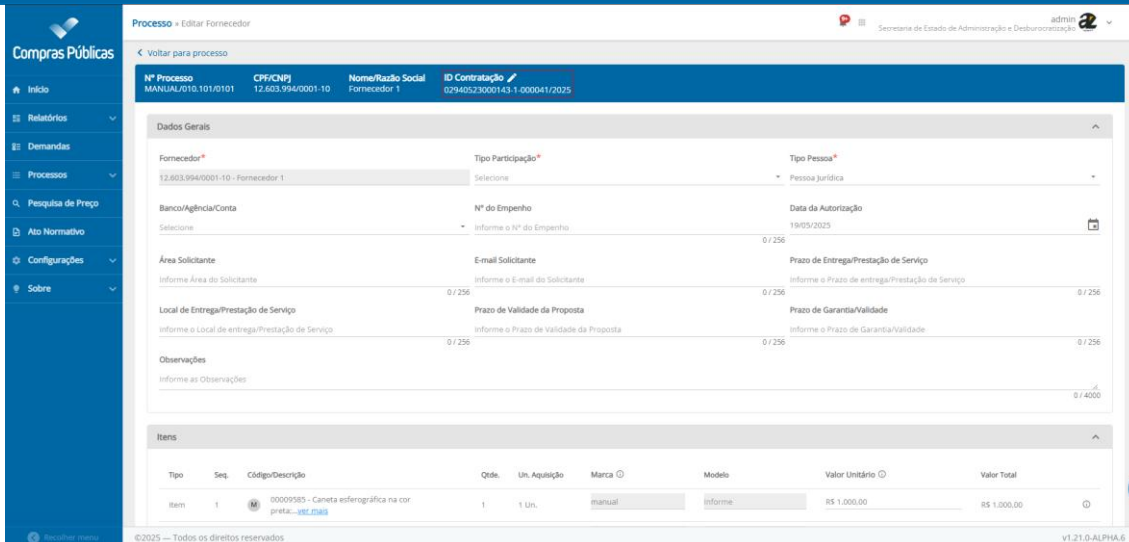 Compras Públicas
Início
Relatórios
Demandas
Processos
Pesquisa de Preço
Ato Normativo
Configurações
Sobre
Recolher menu
Processo » Editar Fornecedor
admin
Secretaria de Estado de Administração e Desburocratização
Voltar para processo
Nº Processo CPF/CNPJ Nome/Razão Social ID Contratação
MANUAL/010.101/0101 12.603.994/0001-10 Fornecedor 1 02940523000143-1-000041/2025
Dados Gerais
Fornecedor* Tipo Participação* Tipo Pessoa*
12.603.994/0001-10 - Fornecedor 1 Selecione Pessoa Jurídica
Banco/Agência/Conta Nº do Empenho Data da Autorização
Selecione Informe o Nº do Empenho 19/05/2025
0 / 256
Área Solicitante E-mail Solicitante Prazo de Entrega/Prestação de Serviço
Informe Área do Solicitante Informe o E-mail do Solicitante Informe o Prazo de entrega/Prestação de Serviço
0 / 256 0 / 256 0 / 256
Local de Entrega/Prestação de Serviço Prazo de Validade da Proposta Prazo de Garantia/Validade
Informe o Local de entrega/Prestação de Serviço Informe o Prazo de Validade da Proposta Informe o Prazo de Garantia/Validade
0 / 256 0 / 256 0 / 256
Observações
Informe as Observações
0 / 4000
Itens
Tipo Seq. Código/Descrição Qtde. Un. Aquisição Marca Modelo Valor Unitário Valor Total
Item 1 M 00009585 - Caneta esferográfica na cor preta;...ver mais 1 1 Un. manual Informe R$ 1.000,00 R$ 1.000,00
©2025 — Todos os direitos reservados v1.21.0-ALPHA.6